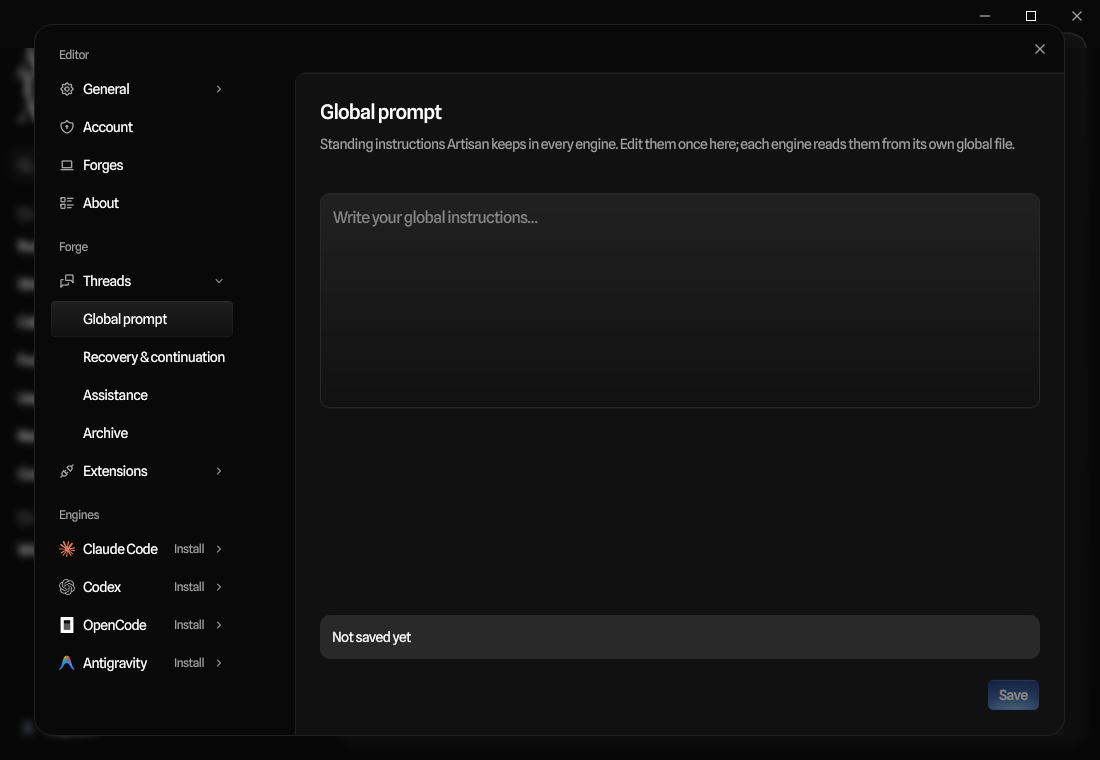 Editor
General
Account
Forges
About
Forge
Threads
Global prompt
Recovery & continuation
Assistance
Archive
Extensions
Engines
Claude Code Install
Codex Install
OpenCode Install
Antigravity Install
Global prompt
Standing instructions Artisan keeps in every engine. Edit them once here; each engine reads them from its own global file.
Write your global instructions...
Not saved yet
Save